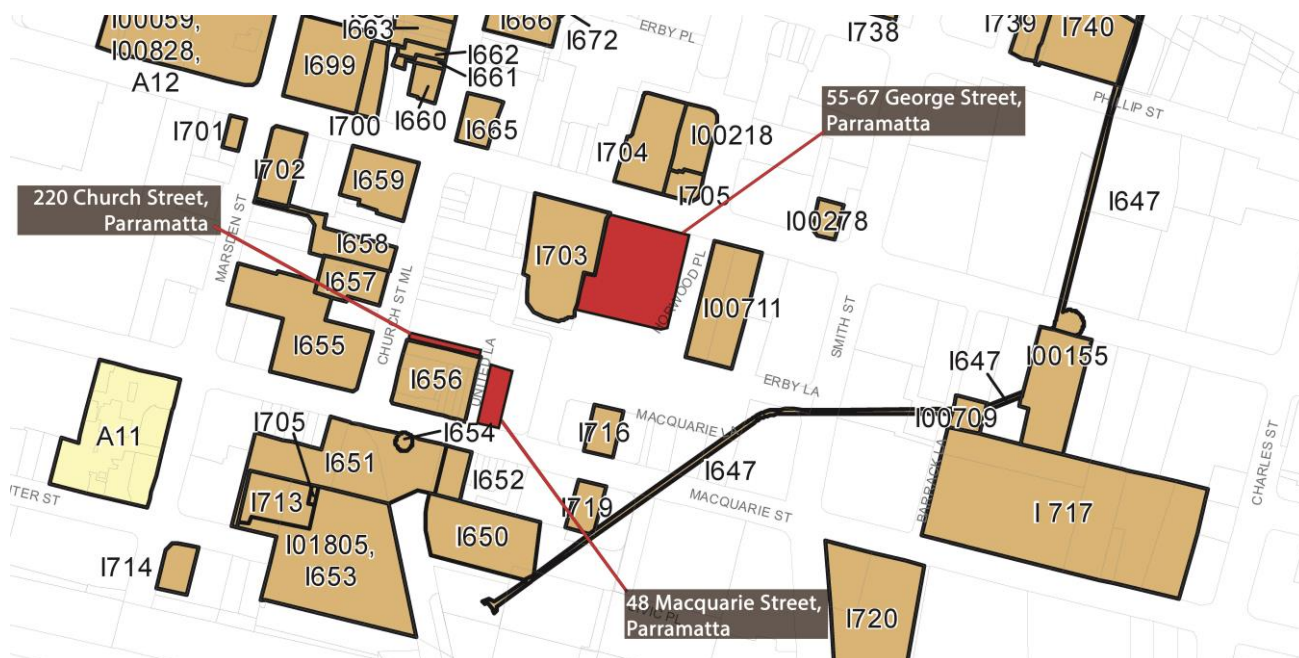 I00059,
I00828,
A12
I663
I662
I661
I666
I672
ERBY PL
I738
I739
I740
I699
I700
I660
I665
PHILLIP ST
55-67 George Street,
Parramatta
I701
I702
I659
I704
I00218
I705
I647
220 Church Street,
Parramatta
MARSDEN ST
I658
I657
I703
I00278
I00711
SMITH ST
I655
CHURCH ST ML
UNITED LA
I656
ERBY LA
I647
I00155
I00709
A11
I705
I654
I651
I652
I716
MACQUARIE LA
I647
MACQUARIE ST
I719
I713
I650
I01805,
I653
I714
I 717
CHARLES ST
48 Macquarie Street,
Parramatta
I720